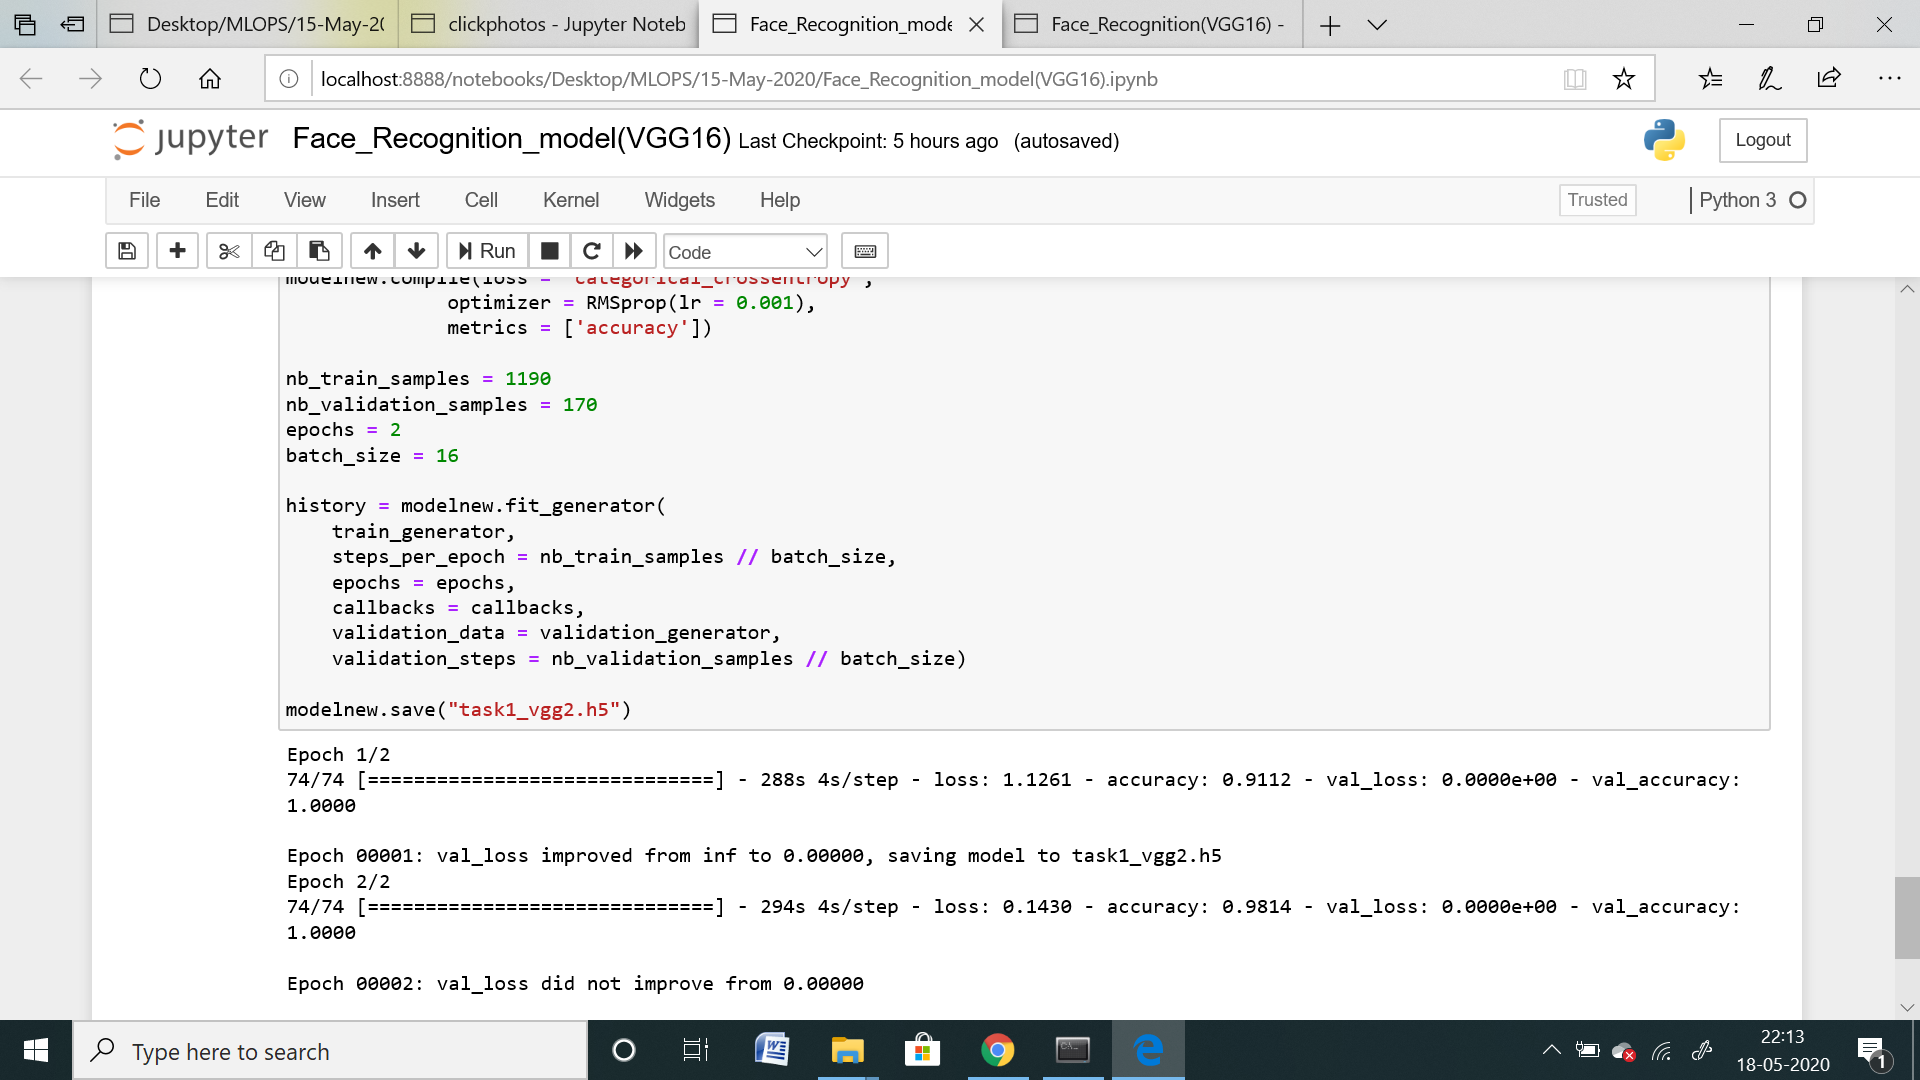 Desktop/MLOPS/15-May-20
clickphotos - Jupyter Noteb
Face_Recognition_mode
Face_Recognition(VGG16) -
localhost:8888/notebooks/Desktop/MLOPS/15-May-2020/Face_Recognition_model(VGG16).ipynb
jupyter Face_Recognition_model(VGG16) Last Checkpoint: 5 hours ago (autosaved)
Logout
File Edit View Insert Cell Kernel Widgets Help
Trusted
Python 3
Run
Code
modelnew.compile(loss = 'categorical_crossentropy',
optimizer = RMSprop(lr = 0.001),
metrics = ['accuracy'])
nb_train_samples = 1190
nb_validation_samples = 170
epochs = 2
batch_size = 16
history = modelnew.fit_generator(
train_generator,
steps_per_epoch = nb_train_samples // batch_size,
epochs = epochs,
callbacks = callbacks,
validation_data = validation_generator,
validation_steps = nb_validation_samples // batch_size)
modelnew.save("task1_vgg2.h5")
Epoch 1/2
74/74 [==============================] - 288s 4s/step - loss: 1.1261 - accuracy: 0.9112 - val_loss: 0.0000e+00 - val_accuracy:
1.0000
Epoch 00001: val_loss improved from inf to 0.00000, saving model to task1_vgg2.h5
Epoch 2/2
74/74 [==============================] - 294s 4s/step - loss: 0.1430 - accuracy: 0.9814 - val_loss: 0.0000e+00 - val_accuracy:
1.0000
Epoch 00002: val_loss did not improve from 0.00000
Type here to search
22:13
18-05-2020
1